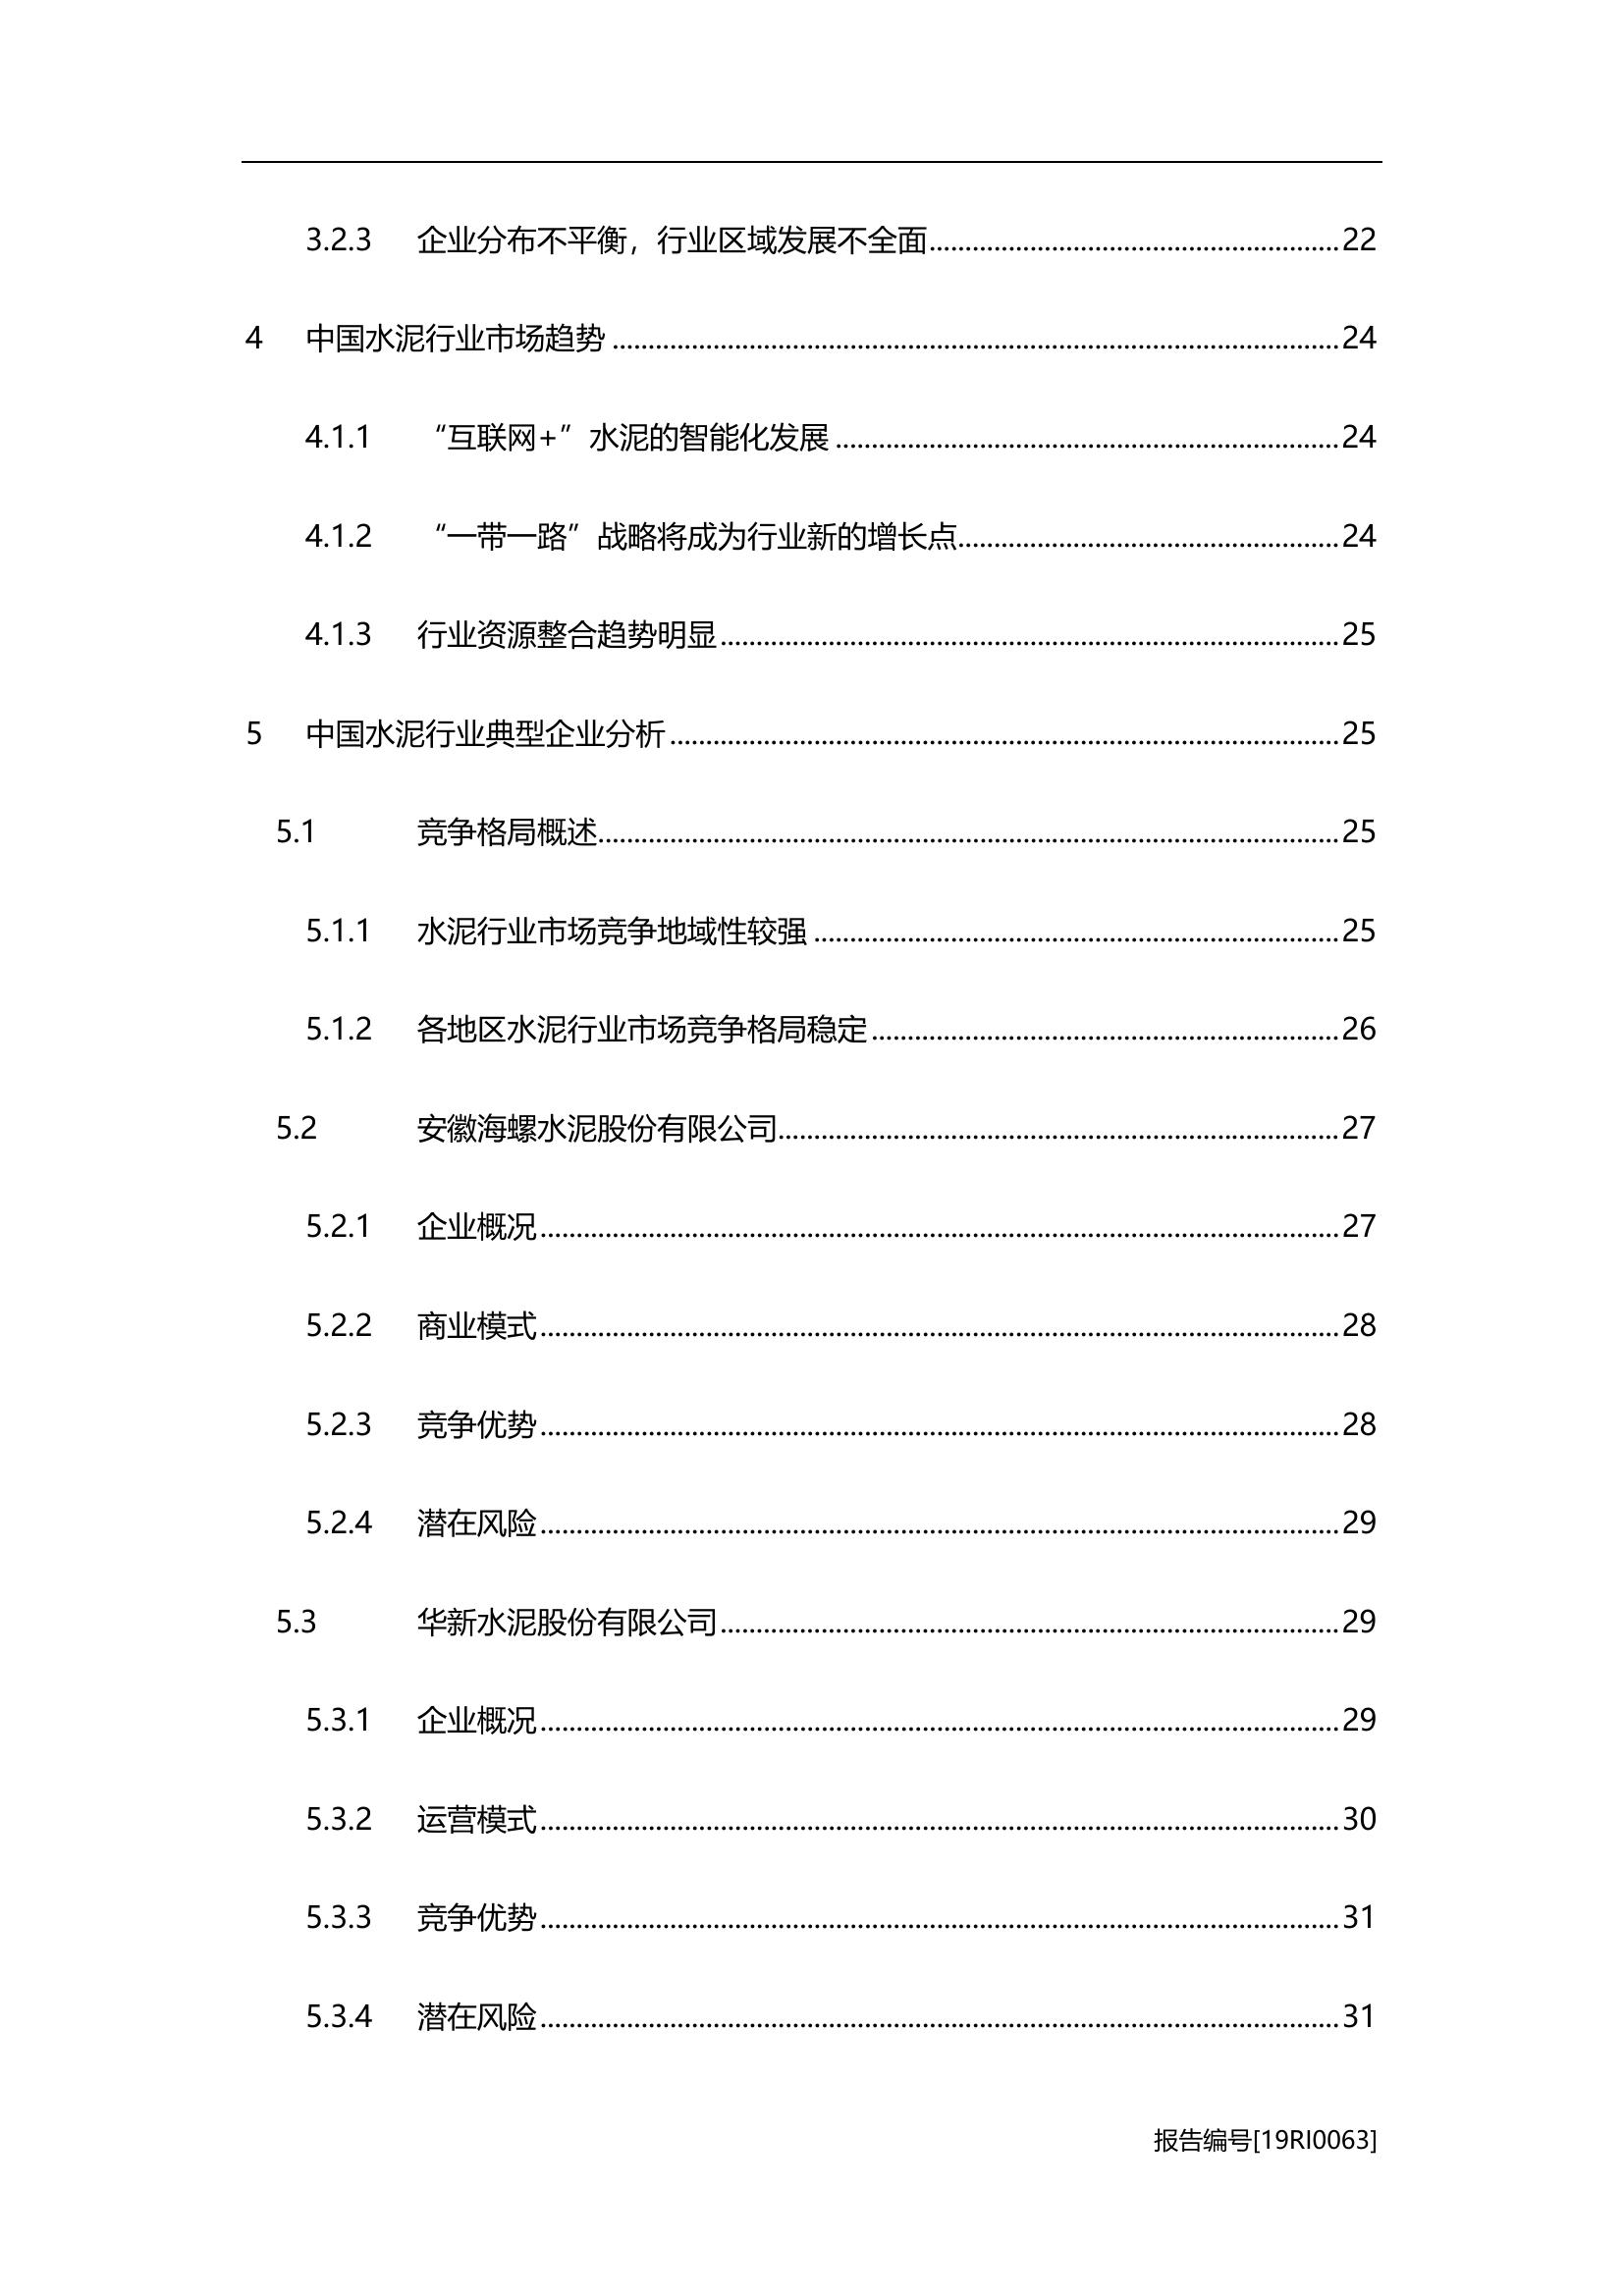 3.2.3 企业分布不平衡，行业区域发展不全面........................................22
4 中国水泥行业市场趋势........................................24
4.1.1 “互联网+”水泥的智能化发展........................................24
4.1.2 “一带一路”战略将成为行业新的增长点........................................24
4.1.3 行业资源整合趋势明显........................................25
5 中国水泥行业典型企业分析........................................25
5.1 竞争格局概述........................................25
5.1.1 水泥行业市场竞争地域性较强........................................25
5.1.2 各地区水泥行业市场竞争格局稳定........................................26
5.2 安徽海螺水泥股份有限公司........................................27
5.2.1 企业概况........................................27
5.2.2 商业模式........................................28
5.2.3 竞争优势........................................28
5.2.4 潜在风险........................................29
5.3 华新水泥股份有限公司........................................29
5.3.1 企业概况........................................29
5.3.2 运营模式........................................30
5.3.3 竞争优势........................................31
5.3.4 潜在风险........................................31
报告编号[19RI0063]